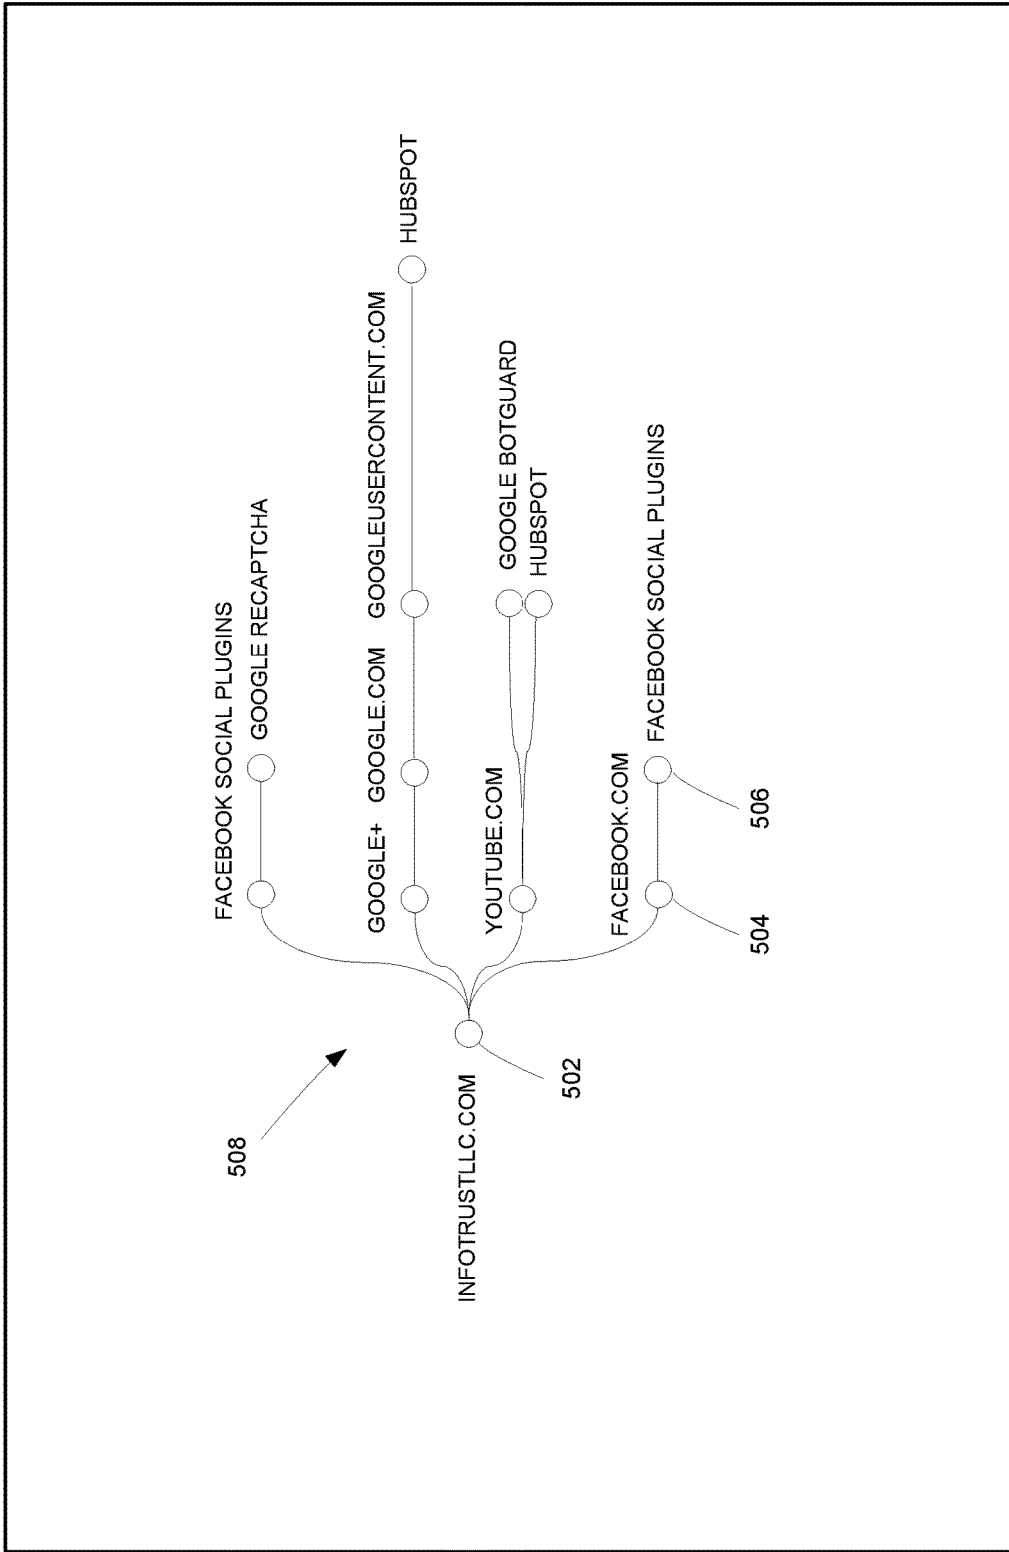 508
INFOTRUSTLLC.COM
502
FACEBOOK SOCIAL PLUGINS
GOOGLE RECAPTCHA
GOOGLE+
GOOGLE.COM
GOOGLEUSERCONTENT.COM
HUBSPOT
YOUTUBE.COM
GOOGLE BOTGUARD
HUBSPOT
FACEBOOK.COM
FACEBOOK SOCIAL PLUGINS
504
506